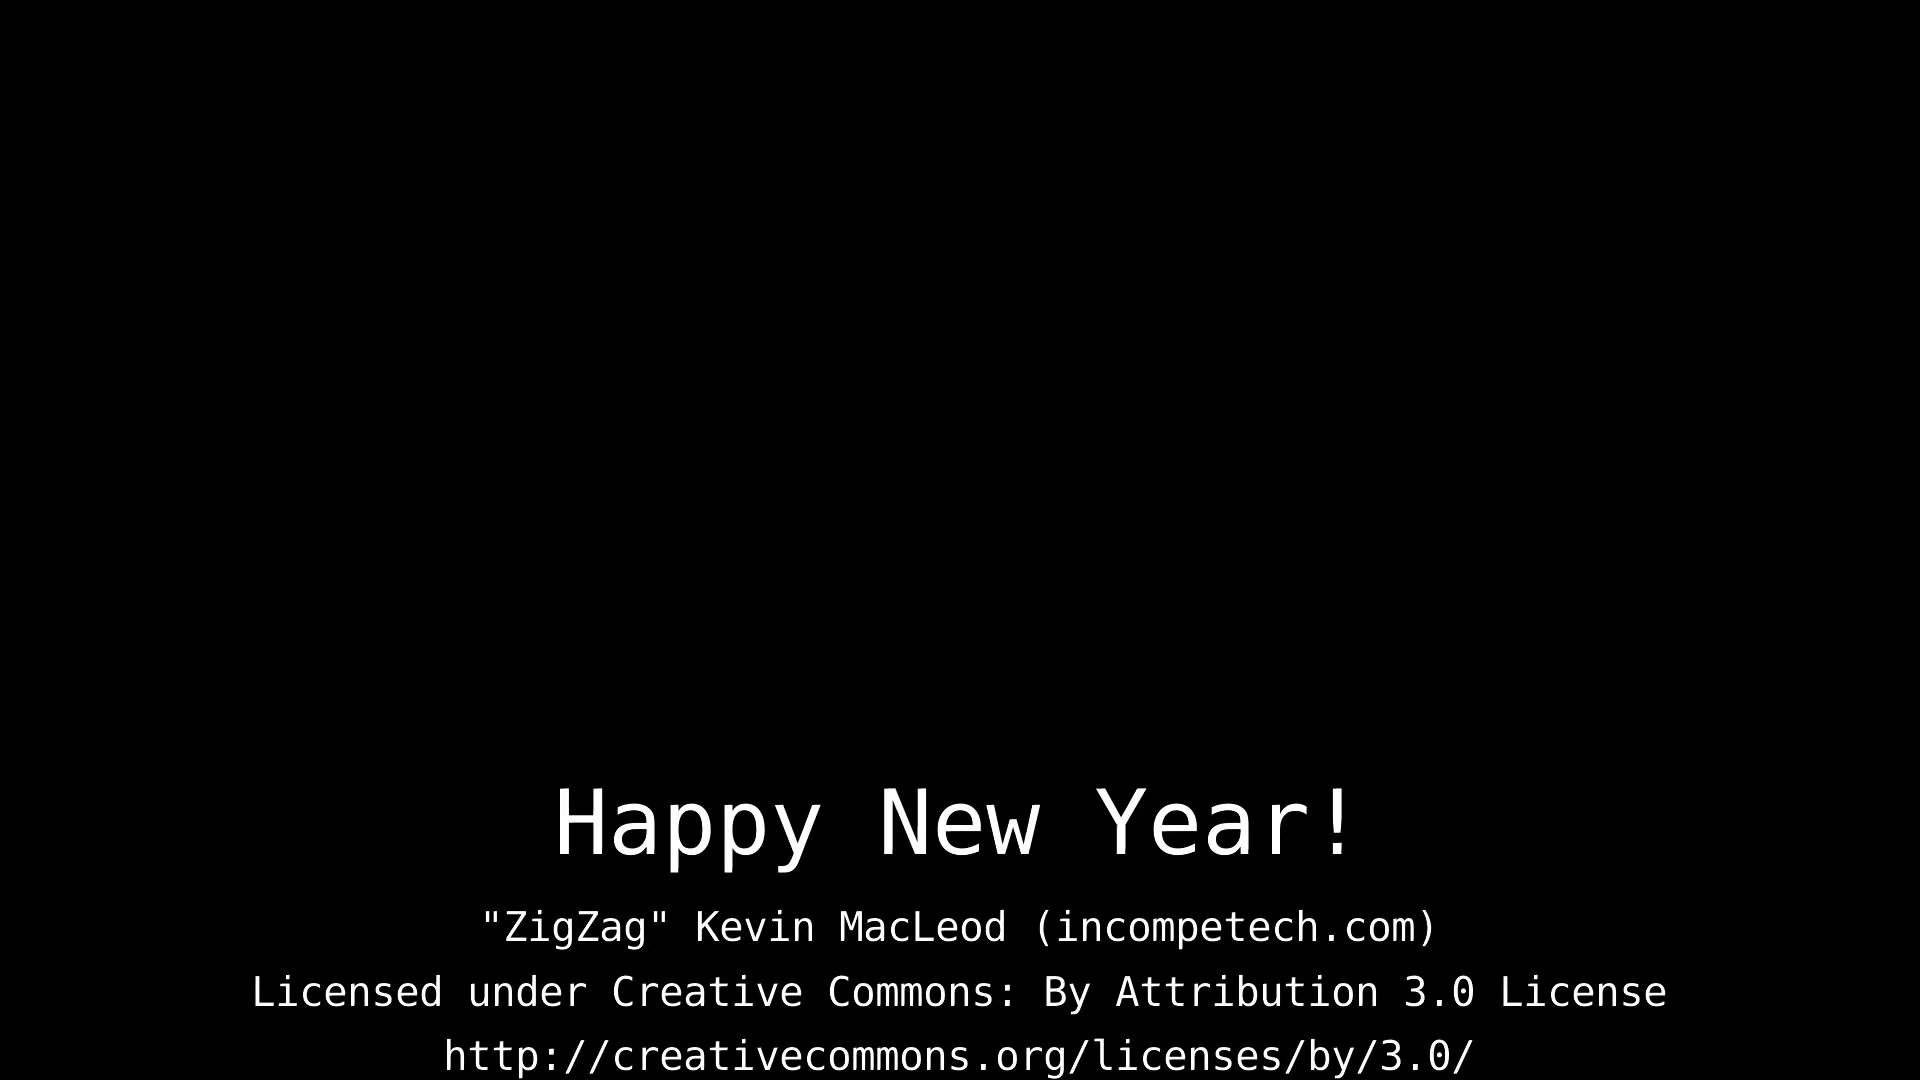 Happy New Year!
"ZigZag" Kevin MacLeod (incompetech.com)
Licensed under Creative Commons: By Attribution 3.0 License
http://creativecommons.org/licenses/by/3.0/